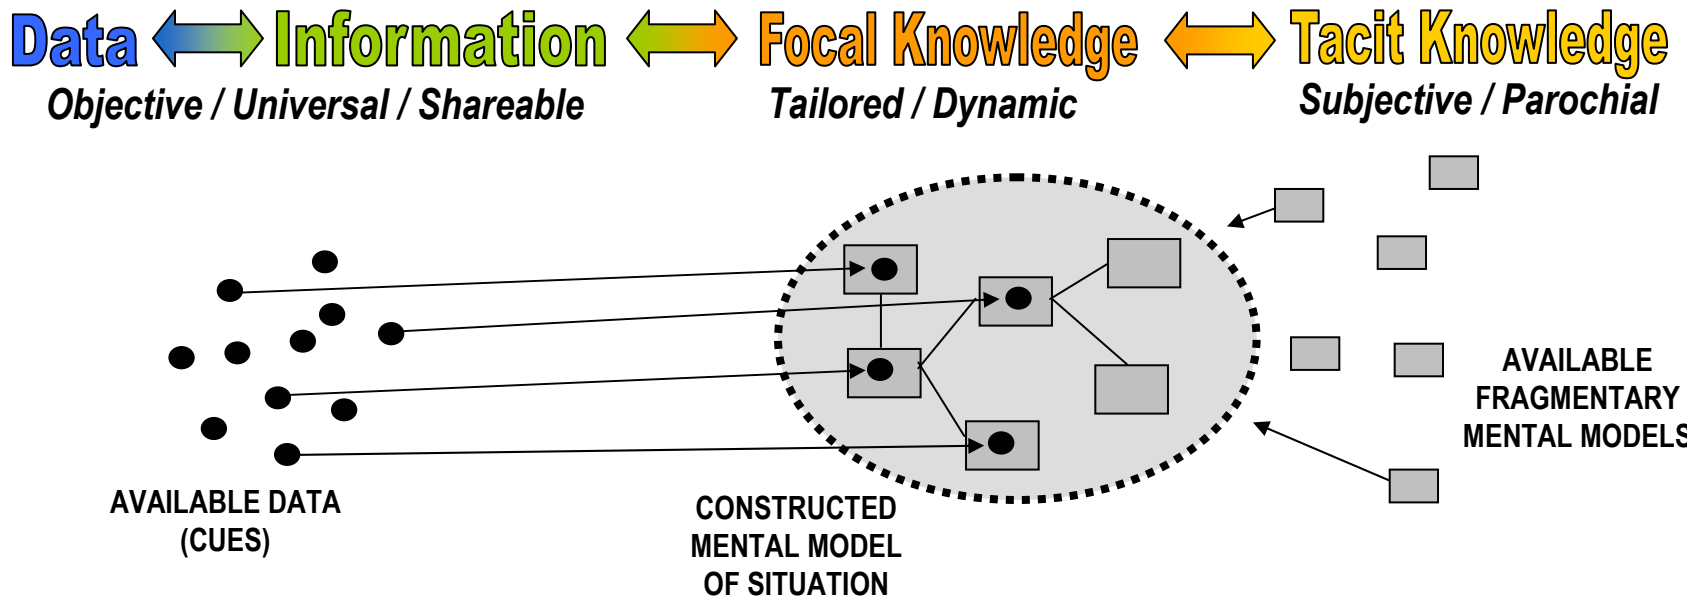 Data Information Focal Knowledge Tacit Knowledge
Objective / Universal / Shareable Tailored / Dynamic Subjective / Parochial
AVAILABLE
FRAGMENTARY
MENTAL MODELS
AVAILABLE DATA
(CUES)
CONSTRUCTED
MENTAL MODEL
OF SITUATION